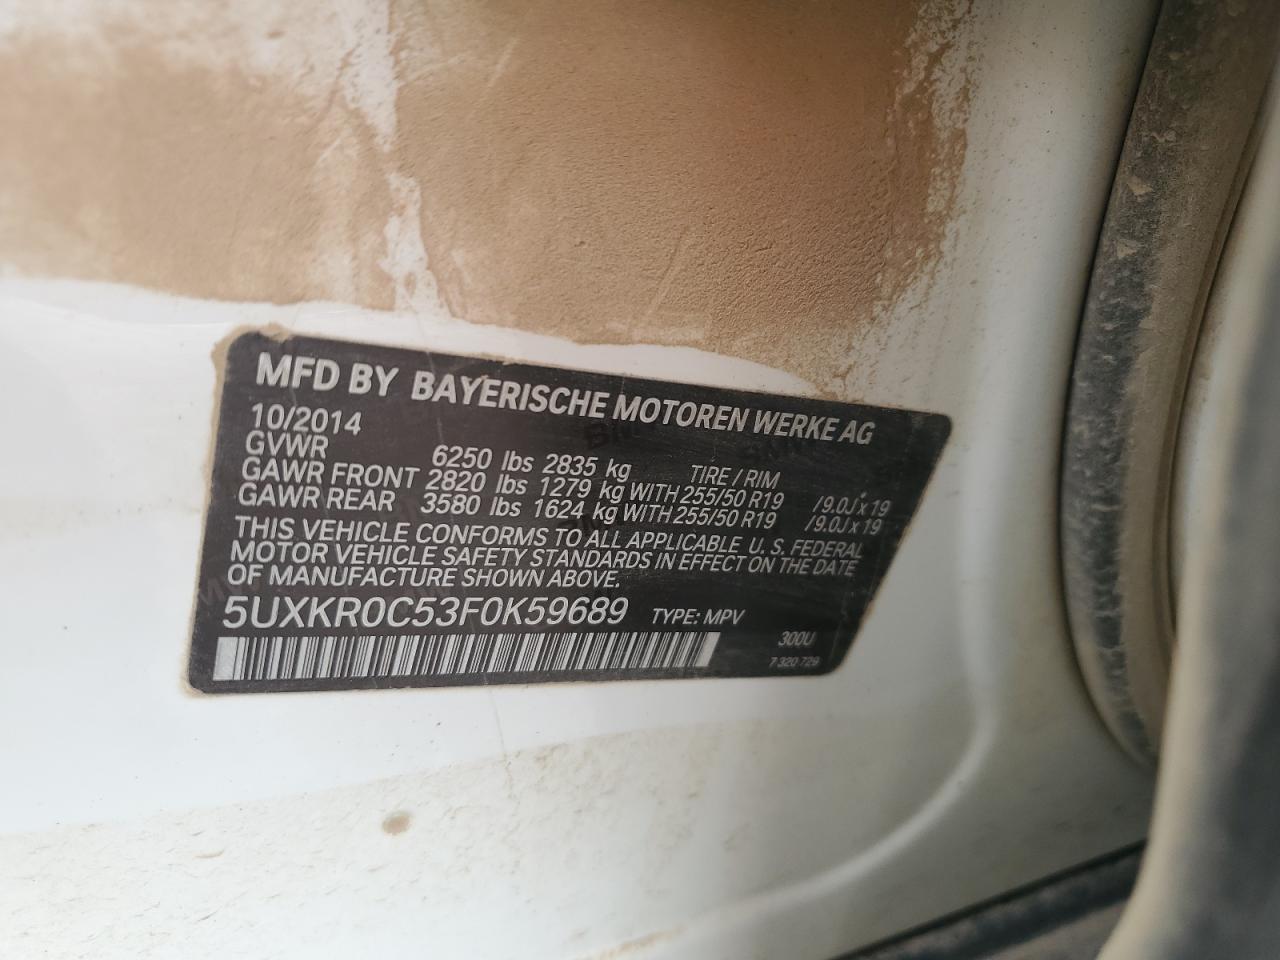 MFD BY BAYERISCHE MOTOREN WERKE AG
10/2014
GVWR 6250 lbs 2835 kg TIRE / RIM
GAWR FRONT 2820 lbs 1279 kg WITH 255/50 R19 /9.0J x 19
GAWR REAR 3580 lbs 1624 kg WITH 255/50 R19 /9.0J x 19
THIS VEHICLE CONFORMS TO ALL APPLICABLE U.S. FEDERAL
MOTOR VEHICLE SAFETY STANDARDS IN EFFECT ON THE DATE
OF MANUFACTURE SHOWN ABOVE.
5UXKR0C53F0K59689 TYPE: MPV
300U
7 320 729